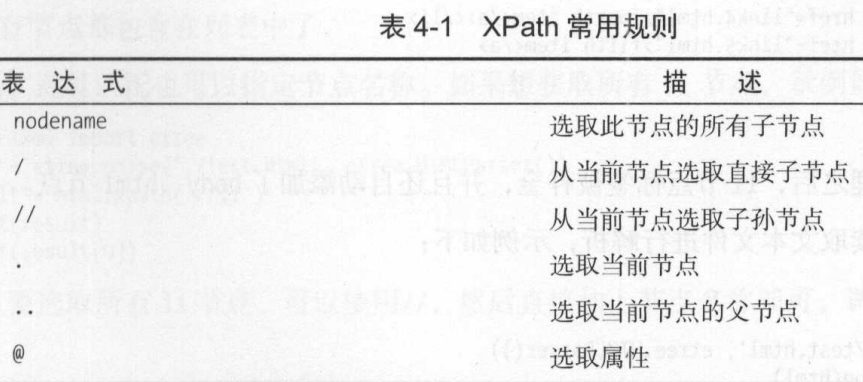 表4-1 XPath 常用规则
表 达 式 描 述
nodename 选取此节点的所有子节点
/ 从当前节点选取直接子节点
// 从当前节点选取子孙节点
. 选取当前节点
.. 选取当前节点的父节点
@ 选取属性